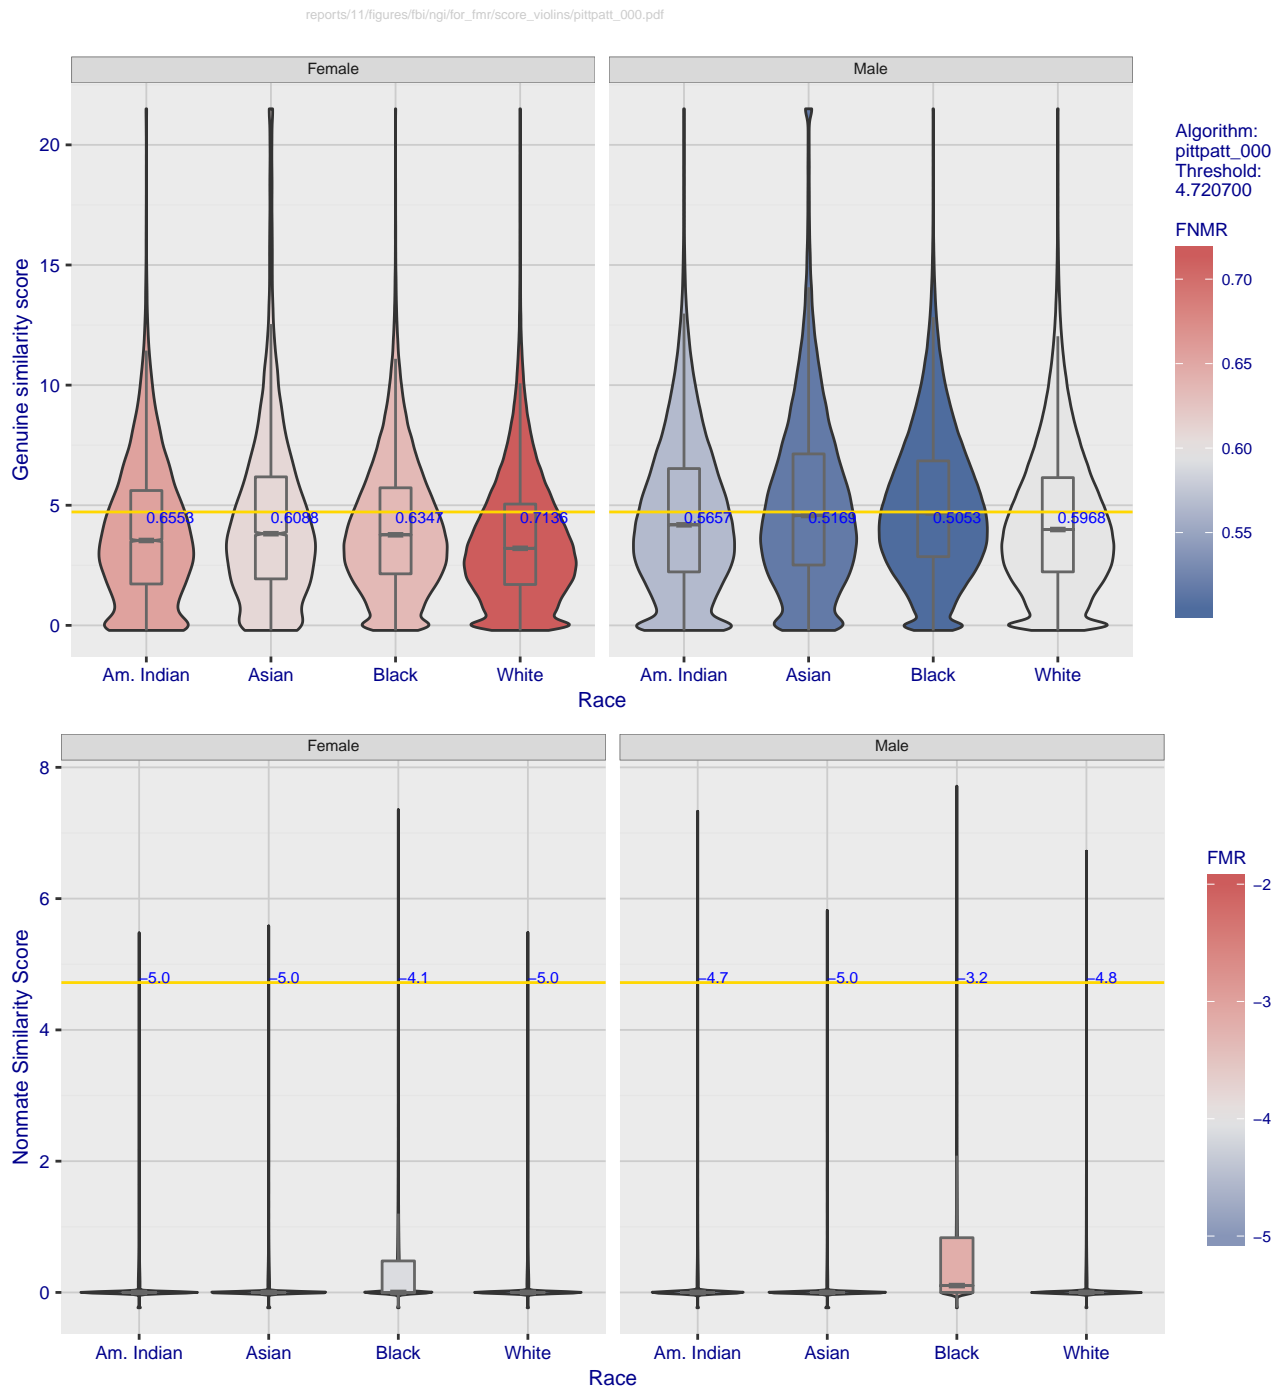 reports/11/figures/fbi/ngi/for_fmr/score_violins/pittpatt_000.pdf
Female
Male
Genuine similarity score
20
15
10
5
0
0.6553
0.6088
0.6347
0.7136
0.5657
0.5169
0.5053
0.5968
Am. Indian
Asian
Black
White
Am. Indian
Asian
Black
White
Race
Algorithm:
pittpatt_000
Threshold:
4.720700
FNMR
0.70
0.65
0.60
0.55
Female
Male
Nonmate Similarity Score
8
6
4
2
0
−5.0
−5.0
−4.1
−5.0
−4.7
−5.0
−3.2
−4.8
Am. Indian
Asian
Black
White
Am. Indian
Asian
Black
White
Race
FMR
−2
−3
−4
−5